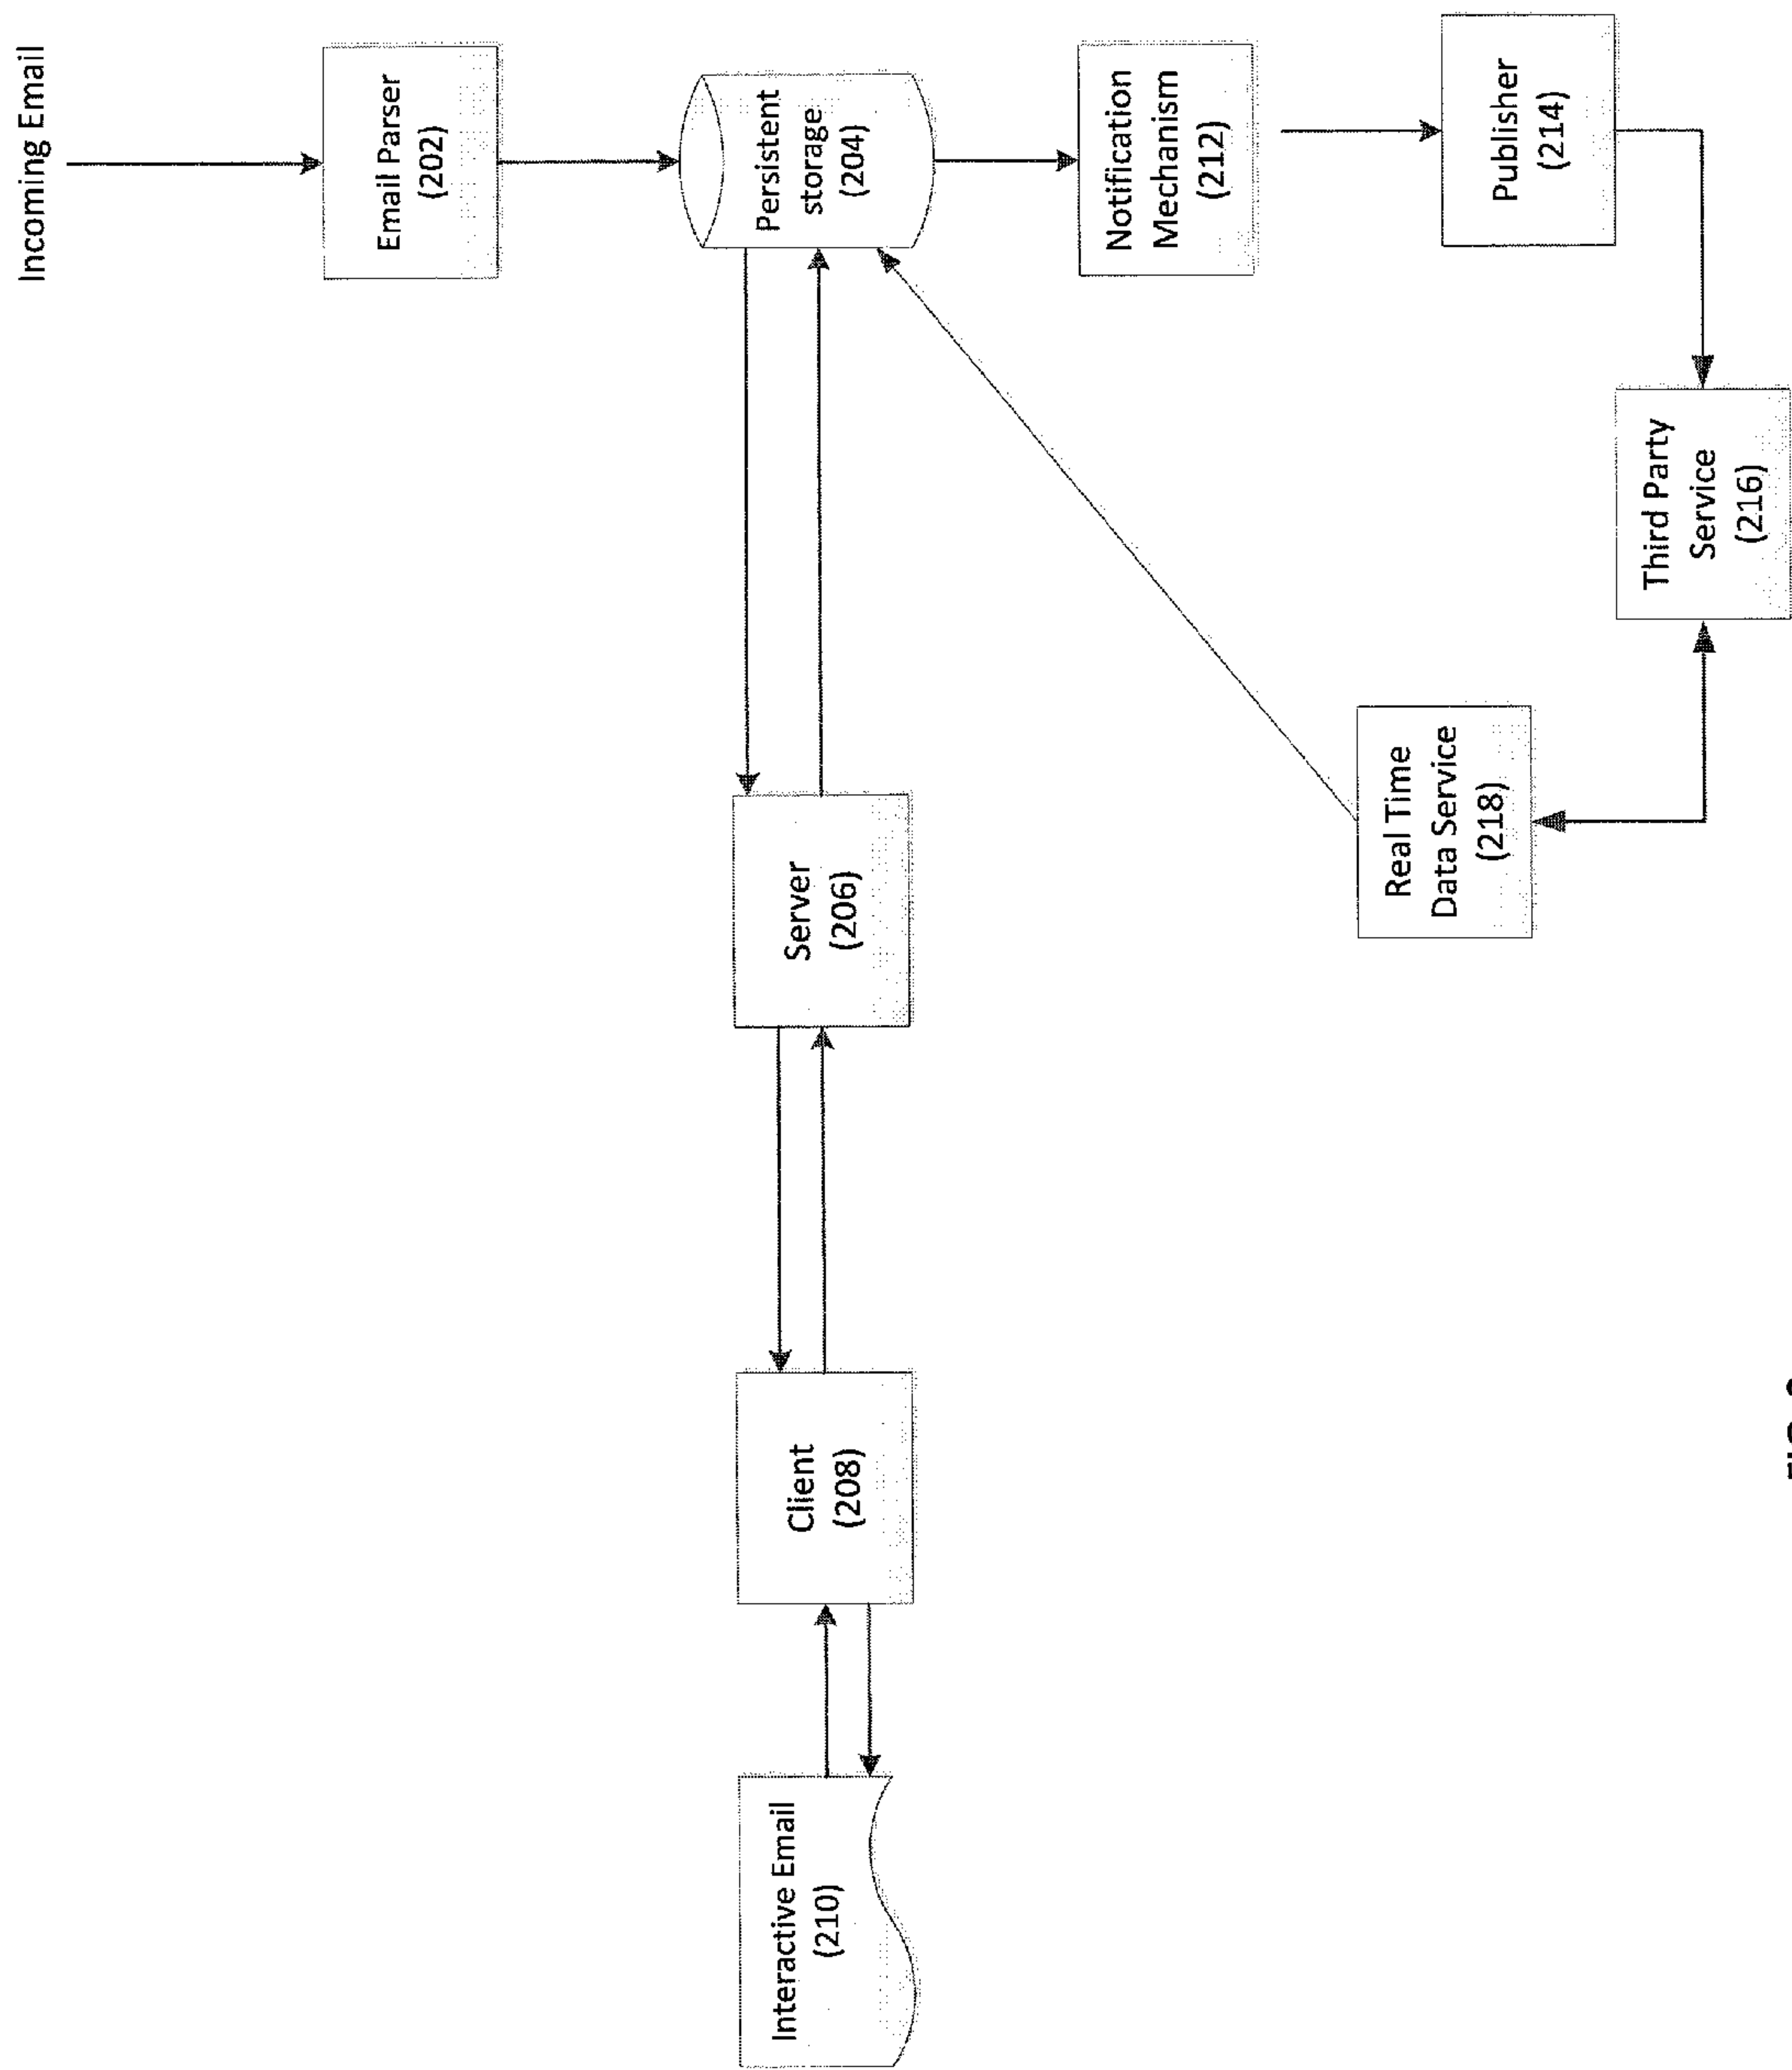 Incoming Email
Email Parser
(202)
Interactive Email
(210)
Client
(208)
Server
(206)
Persistent
storage
(204)
Notification
Mechanism
(212)
Real Time
Data Service
(218)
Publisher
(214)
Third Party
Service
(216)